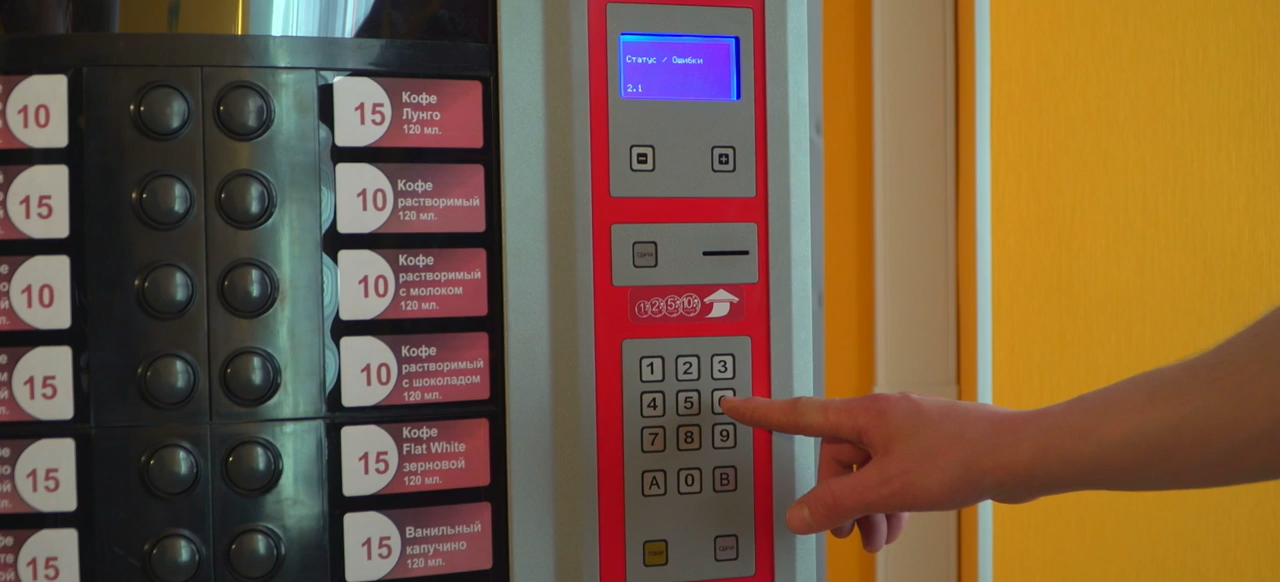 10
15
10
15
15
15
15
Кофе
Лунго
120 мл.
10
Кофе
растворимый
120 мл.
10
Кофе
растворимый
с молоком
120 мл.
10
Кофе
растворимый
с шоколадом
120 мл.
15
Кофе
Flat White
зерновой
120 мл.
15
Ванильный
капучино
120 мл.
Статус / Ошибки
2.1
- +
1 2 5 10
1 2 3
4 5
7 8 9
A 0 B